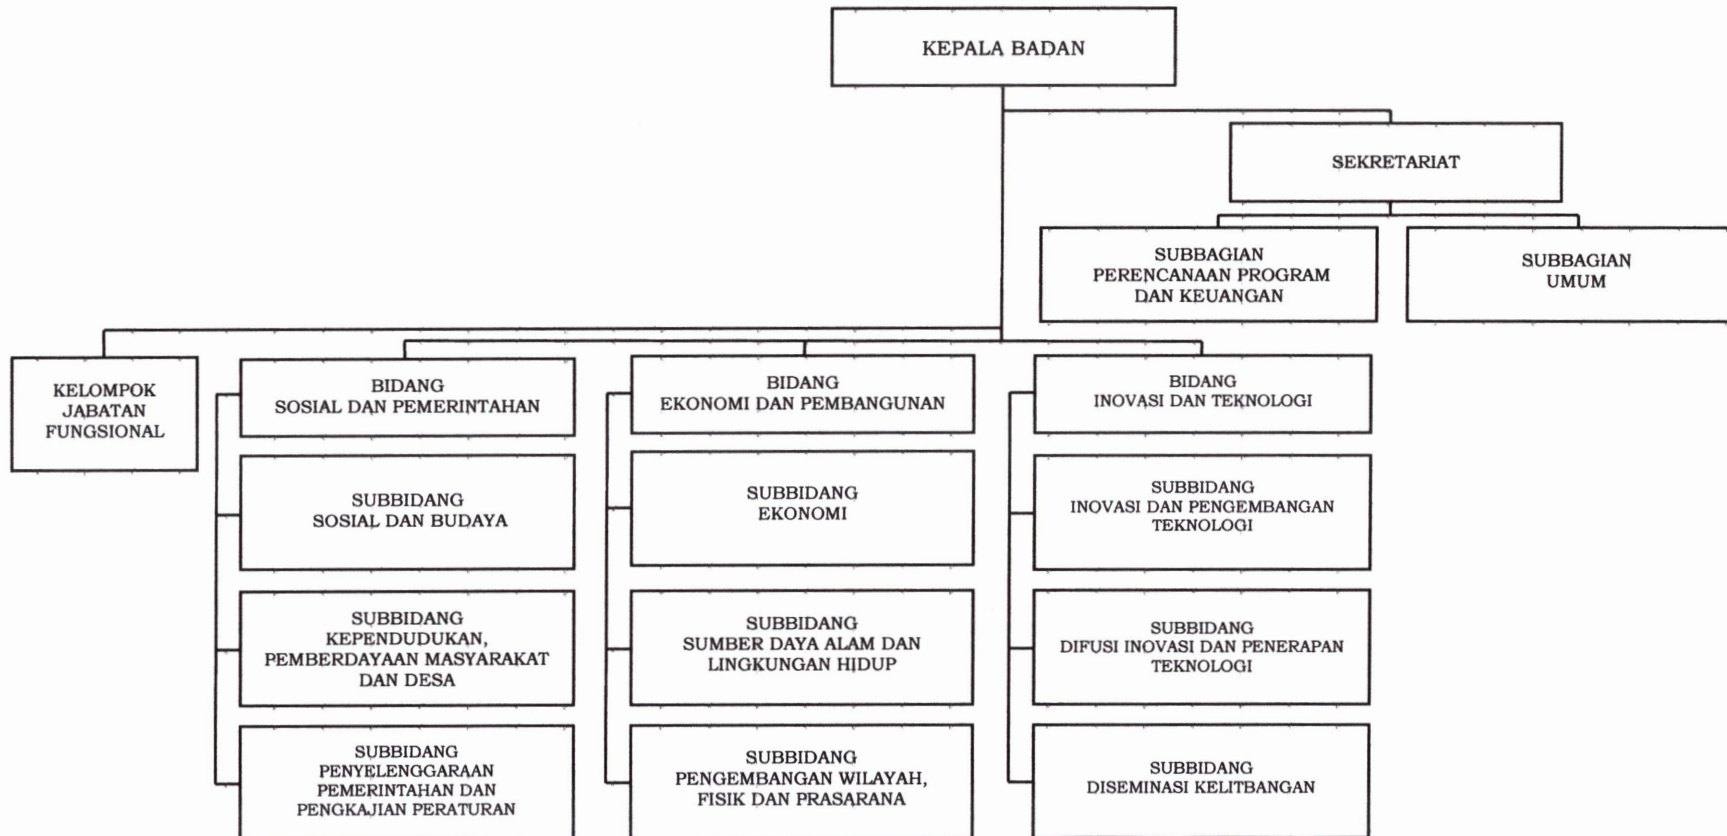 KEPALA BADAN
SEKRETARIAT
SUBBAGIAN
PERENCANAAN PROGRAM
DAN KEUANGAN
SUBBAGIAN
UMUM
KELOMPOK
JABATAN
FUNGSIONAL
BIDANG
SOSIAL DAN PEMERINTAHAN
SUBBIDANG
SOSIAL DAN BUDAYA
SUBBIDANG
KEPENDUDUKAN,
PEMBERDAYAAN MASYARAKAT
DAN DESA
SUBBIDANG
PENYELENGGARAAN
PEMERINTAHAN DAN
PENGKAJIAN PERATURAN
BIDANG
EKONOMI DAN PEMBANGUNAN
SUBBIDANG
EKONOMI
SUBBIDANG
SUMBER DAYA ALAM DAN
LINGKUNGAN HIDUP
SUBBIDANG
PENGEMBANGAN WILAYAH,
FISIK DAN PRASARANA
BIDANG
INOVASI DAN TEKNOLOGI
SUBBIDANG
INOVASI DAN PENGEMBANGAN
TEKNOLOGI
SUBBIDANG
DIFUSI INOVASI DAN PENERAPAN
TEKNOLOGI
SUBBIDANG
DISEMINASI KELITBANGAN